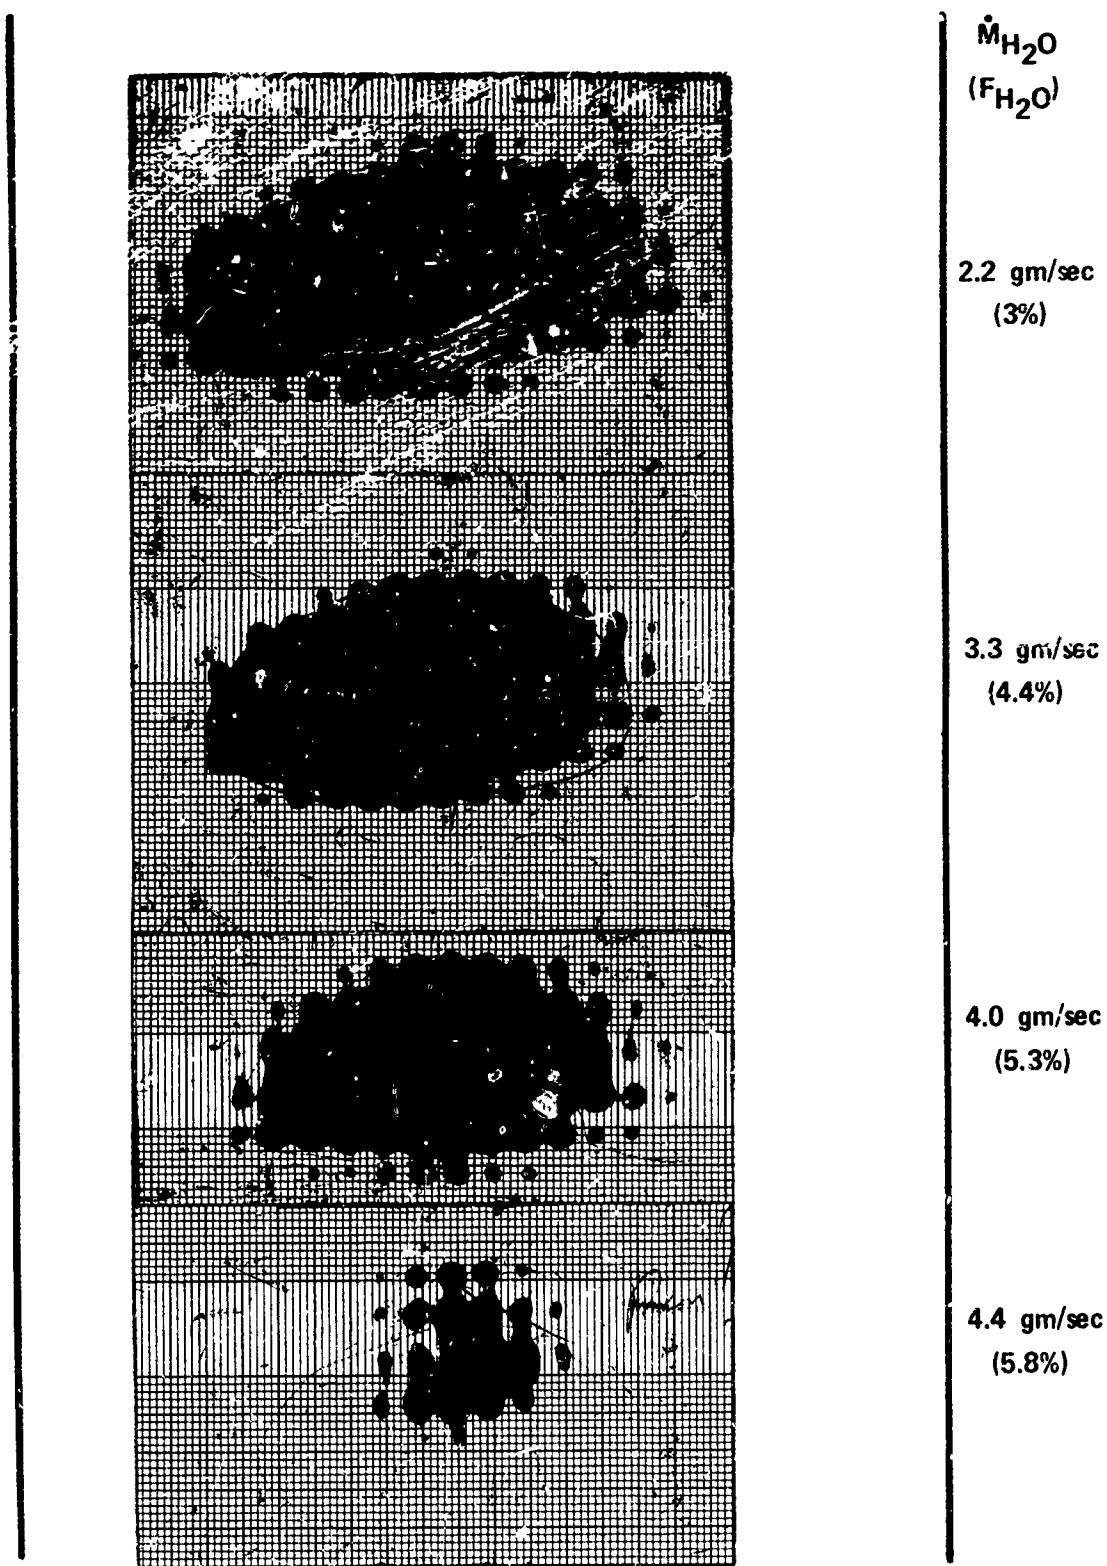 ṀH₂O
(FH₂O)
2.2 gm/sec
(3%)
3.3 gm/sec
(4.4%)
4.0 gm/sec
(5.3%)
4.4 gm/sec
(5.8%)